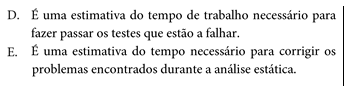 D. É uma estimativa do tempo de trabalho necessário para
fazer passar os testes que estão a falhar.
E. É uma estimativa do tempo necessário para corrigir os
problemas encontrados durante a análise estática.